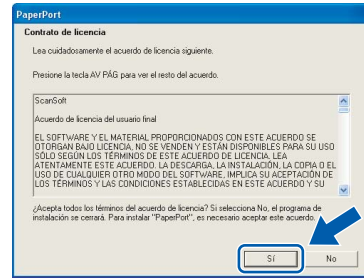 PaperPort
Contrato de licencia
Lea cuidadosamente el acuerdo de licencia siguiente.
Presione la tecla AV PÁG para ver el resto del acuerdo.
ScanSoft
Acuerdo de licencia del usuario final
EL SOFTWARE Y EL MATERIAL PROPORCIONADOS CON ESTE ACUERDO SE
OTORGAN BAJO LICENCIA, NO SE VENDEN Y ESTÁN DISPONIBLES PARA SU USO
SÓLO SEGÚN LOS TÉRMINOS DE ESTE ACUERDO DE LICENCIA. LEA
ATENTAMENTE ESTE ACUERDO. LA DESCARGA, LA INSTALACIÓN, LA COPIA O EL
USO DE CUALQUIER OTRO MODO DEL SOFTWARE, IMPLICA SU ACEPTACIÓN DE
LOS TÉRMINOS Y LAS CONDICIONES ESTABLECIDAS EN ESTE ACUERDO Y SU
¿Acepta todos los términos del acuerdo de licencia? Si selecciona No, el programa de
instalación se cerrará. Para instalar "PaperPort", es necesario aceptar este acuerdo.
Sí
No